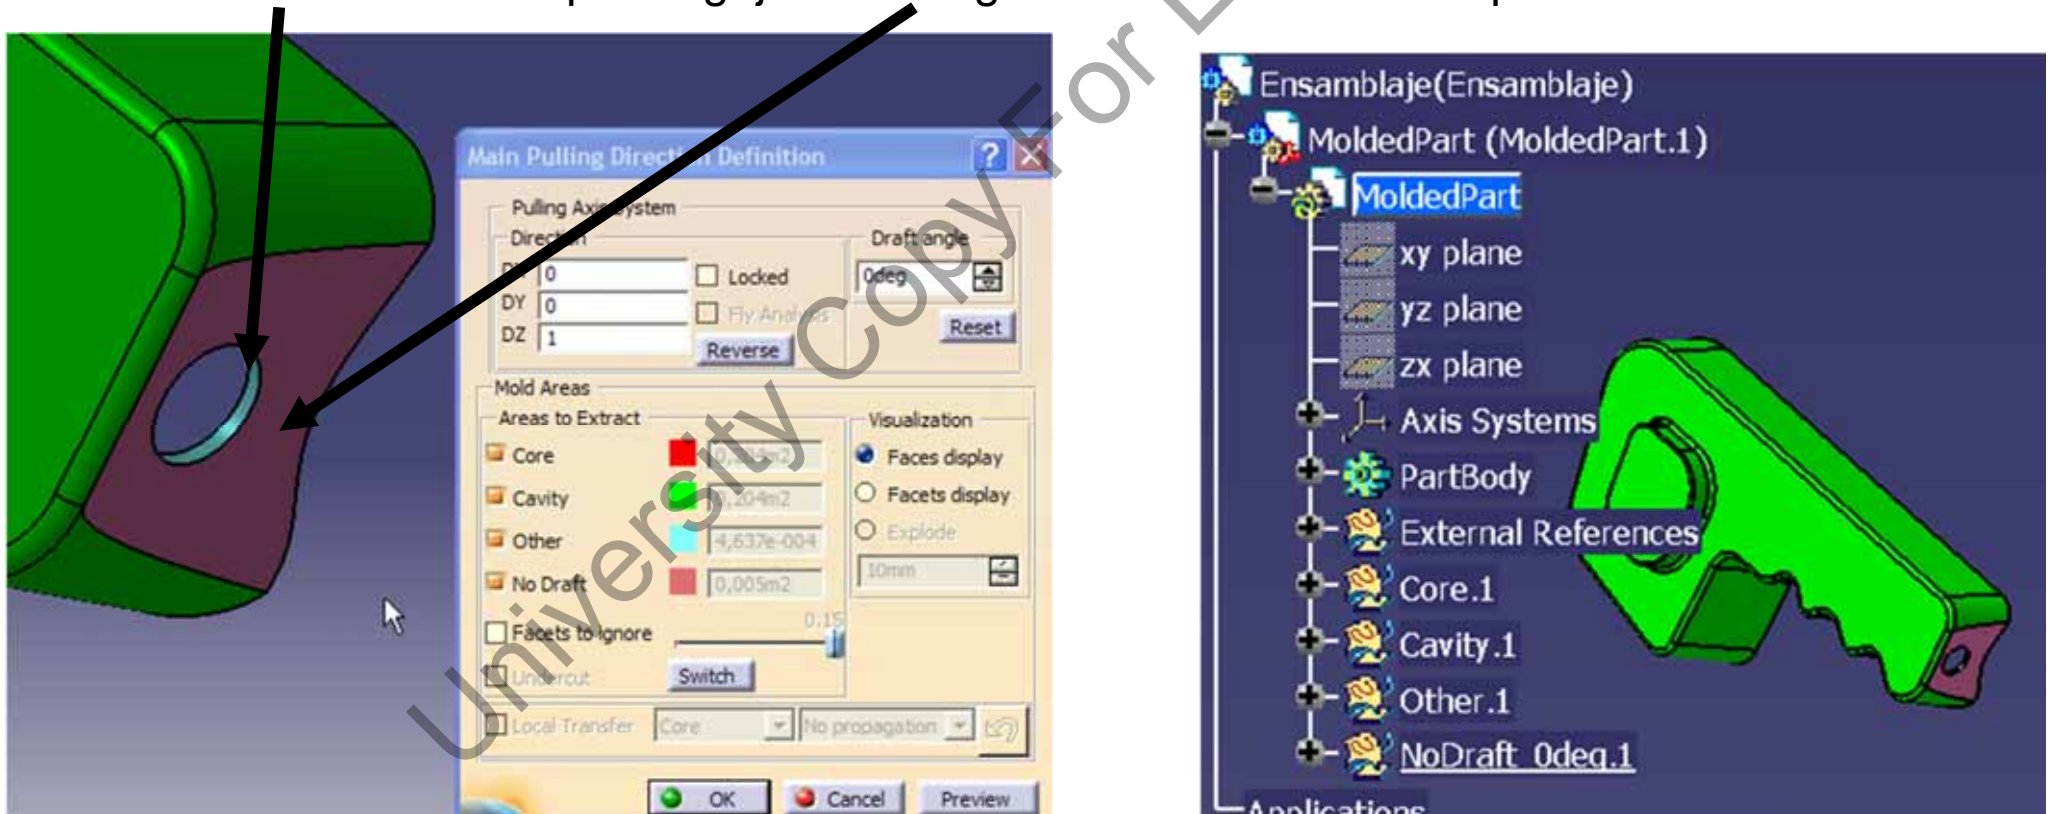 Main Pulling Direction Definition
Pulling Axis System
Direction
Draft angle
0
Locked
0deg
DY 0
Fly Analysis
DZ 1
Reverse
Reset
Mold Areas
Areas to Extract
Visualization
Core
Faces display
Cavity
,204m2
Facets display
Other
4,637e-004
Explode
No Draft
0,005m2
10mm
Facets to ignore
0.15
Undercut
Switch
Local Transfer
Core
No propagation
OK
Cancel
Preview
Ensamblaje(Ensamblaje)
MoldedPart (MoldedPart.1)
MoldedPart
xy plane
yz plane
zx plane
Axis Systems
PartBody
External References
Core.1
Cavity.1
Other.1
NoDraft_0deg.1
Applications
University Copy For